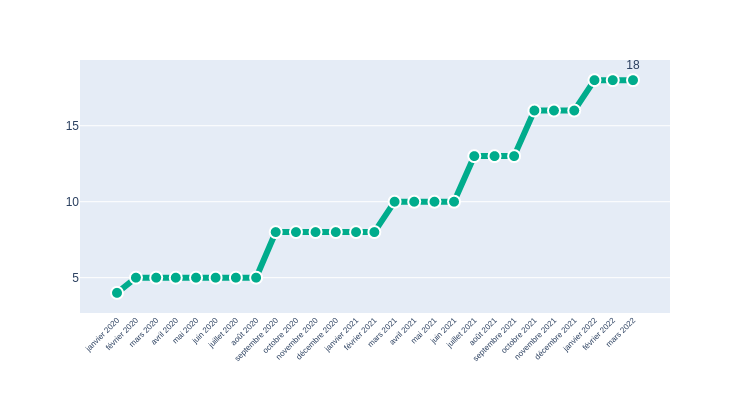 18
15
10
5
janvier 2020
février 2020
mars 2020
avril 2020
mai 2020
juin 2020
juillet 2020
août 2020
septembre 2020
octobre 2020
novembre 2020
décembre 2020
janvier 2021
février 2021
mars 2021
avril 2021
mai 2021
juin 2021
juillet 2021
août 2021
septembre 2021
octobre 2021
novembre 2021
décembre 2021
janvier 2022
février 2022
mars 2022